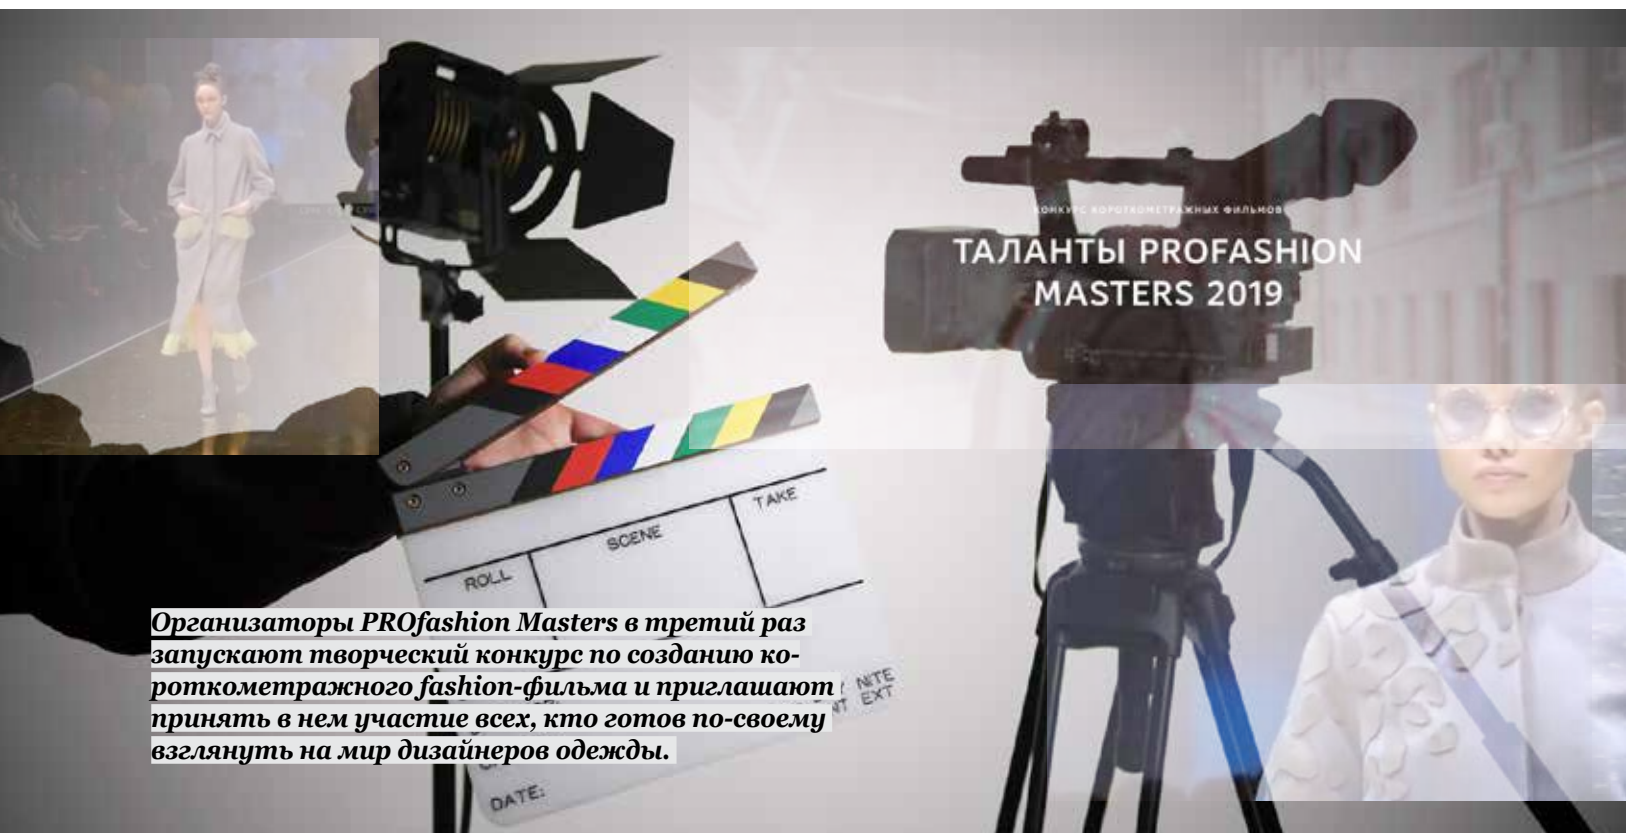 КОНКУРС КОРОТКОМЕТРАЖНЫХ ФИЛЬМОВ
ТАЛАНТЫ PROFASHION
MASTERS 2019
TAKE
SCENE
ROLL
Организаторы PROfashion Masters в третий раз
запускают творческий конкурс по созданию ко-
роткометражного fashion-фильма и приглашают
принять в нем участие всех, кто готов по-своему
взглянуть на мир дизайнеров одежды.
NITE
EXT
DATE: